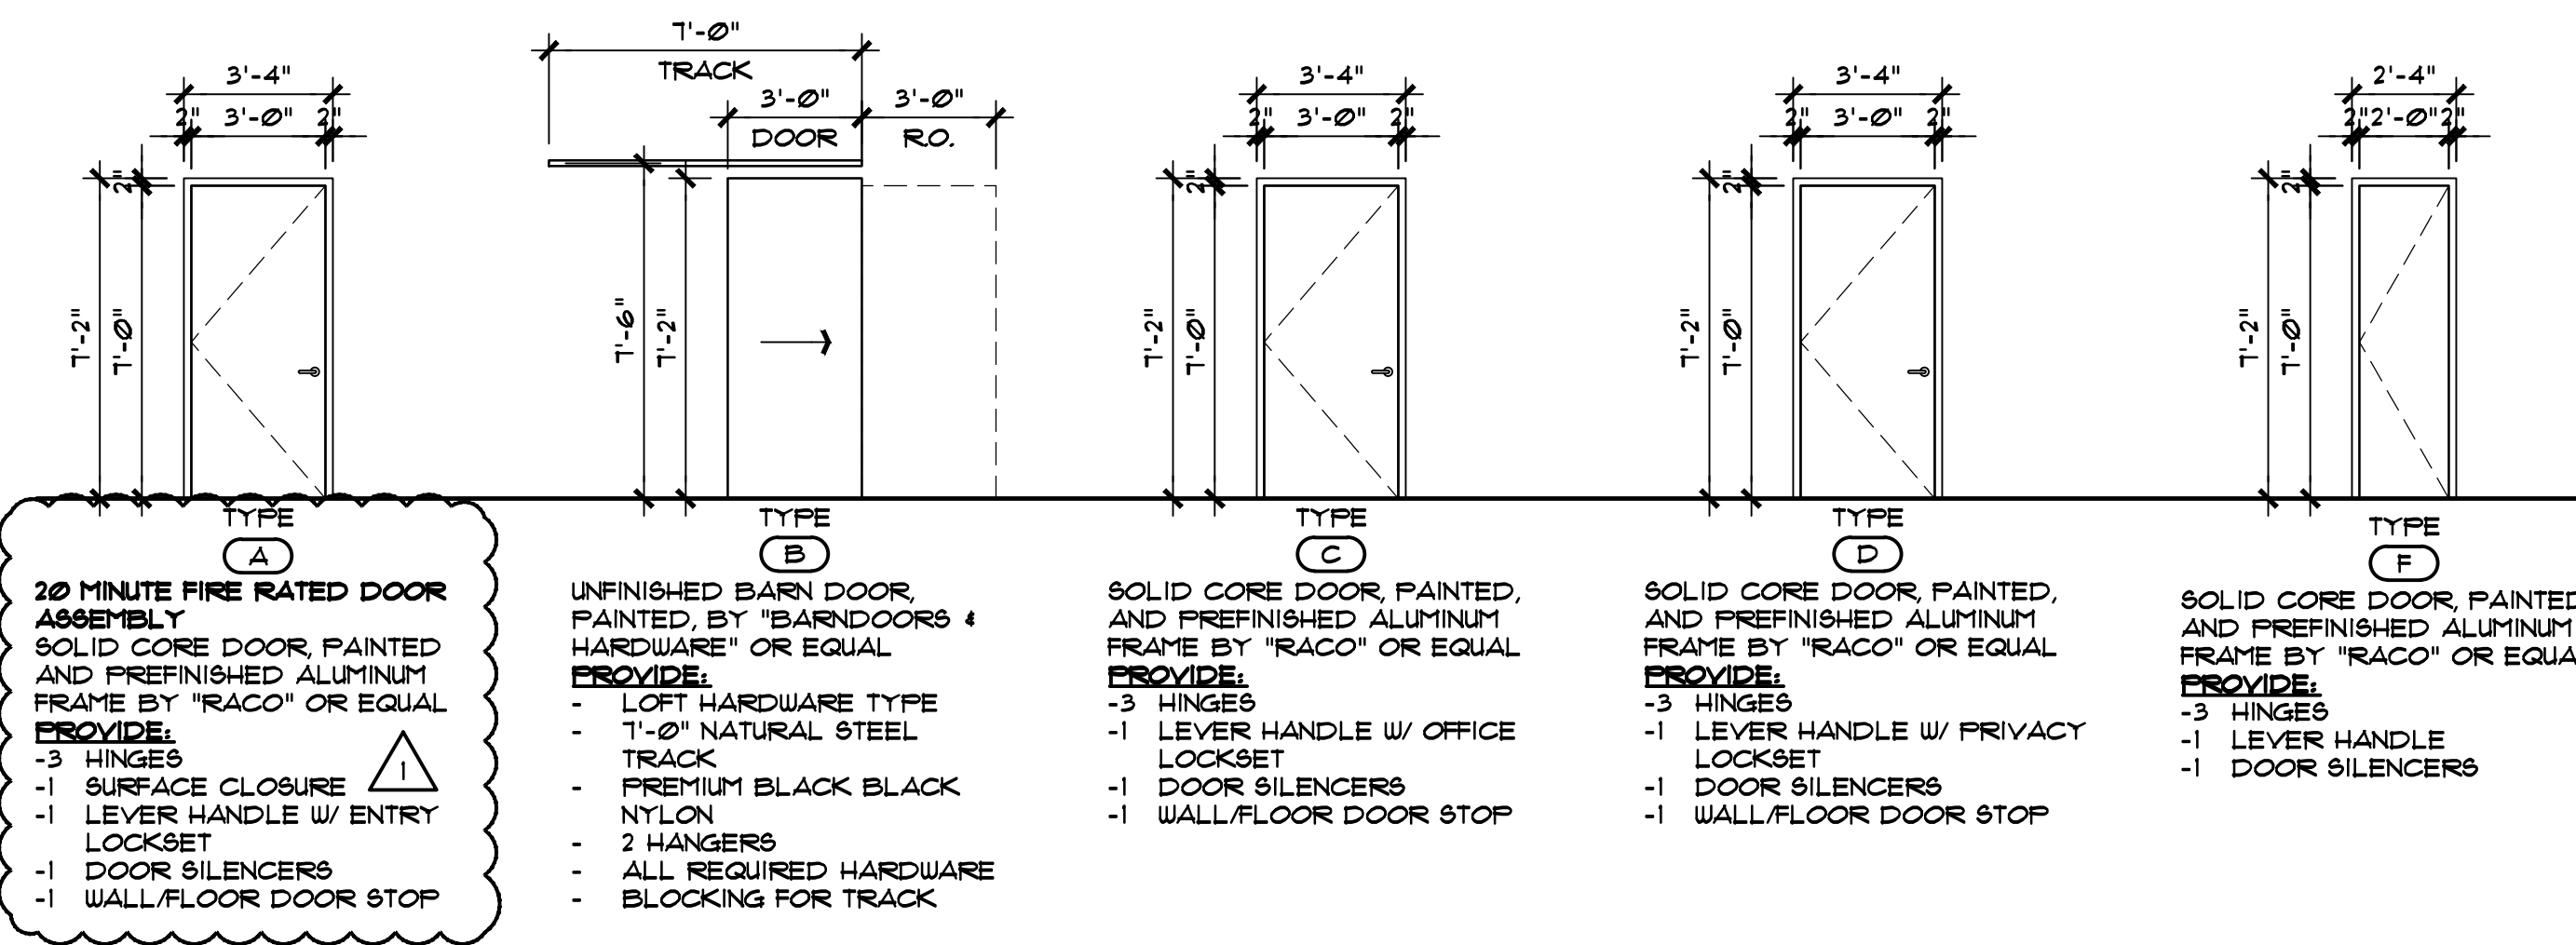 3'-4"
2" 3'-0" 2"
2"
7'-2"
7'-0"
TYPE
A
20 MINUTE FIRE RATED DOOR
ASSEMBLY
SOLID CORE DOOR, PAINTED
AND PREFINISHED ALUMINUM
FRAME BY "RACO" OR EQUAL
PROVIDE:
-3 HINGES
-1 SURFACE CLOSURE
-1 LEVER HANDLE W/ ENTRY
LOCKSET
-1 DOOR SILENCERS
-1 WALL/FLOOR DOOR STOP
1
7'-0"
TRACK
3'-0" 3'-0"
DOOR R.O.
7'-6"
7'-2"
TYPE
B
UNFINISHED BARN DOOR,
PAINTED, BY "BARNDOORS &
HARDWARE" OR EQUAL
PROVIDE:
- LOFT HARDWARE TYPE
- 7'-0" NATURAL STEEL
TRACK
- PREMIUM BLACK BLACK
NYLON
- 2 HANGERS
- ALL REQUIRED HARDWARE
- BLOCKING FOR TRACK
3'-4"
2" 3'-0" 2"
2"
7'-2"
7'-0"
TYPE
C
SOLID CORE DOOR, PAINTED,
AND PREFINISHED ALUMINUM
FRAME BY "RACO" OR EQUAL
PROVIDE:
-3 HINGES
-1 LEVER HANDLE W/ OFFICE
LOCKSET
-1 DOOR SILENCERS
-1 WALL/FLOOR DOOR STOP
3'-4"
2" 3'-0" 2"
2"
7'-2"
7'-0"
TYPE
D
SOLID CORE DOOR, PAINTED,
AND PREFINISHED ALUMINUM
FRAME BY "RACO" OR EQUAL
PROVIDE:
-3 HINGES
-1 LEVER HANDLE W/ PRIVACY
LOCKSET
-1 DOOR SILENCERS
-1 WALL/FLOOR DOOR STOP
2'-4"
2" 2'-0" 2"
2"
7'-2"
7'-0"
TYPE
F
SOLID CORE DOOR, PAINTED
AND PREFINISHED ALUMINUM
FRAME BY "RACO" OR EQUA
PROVIDE:
-3 HINGES
-1 LEVER HANDLE
-1 DOOR SILENCERS